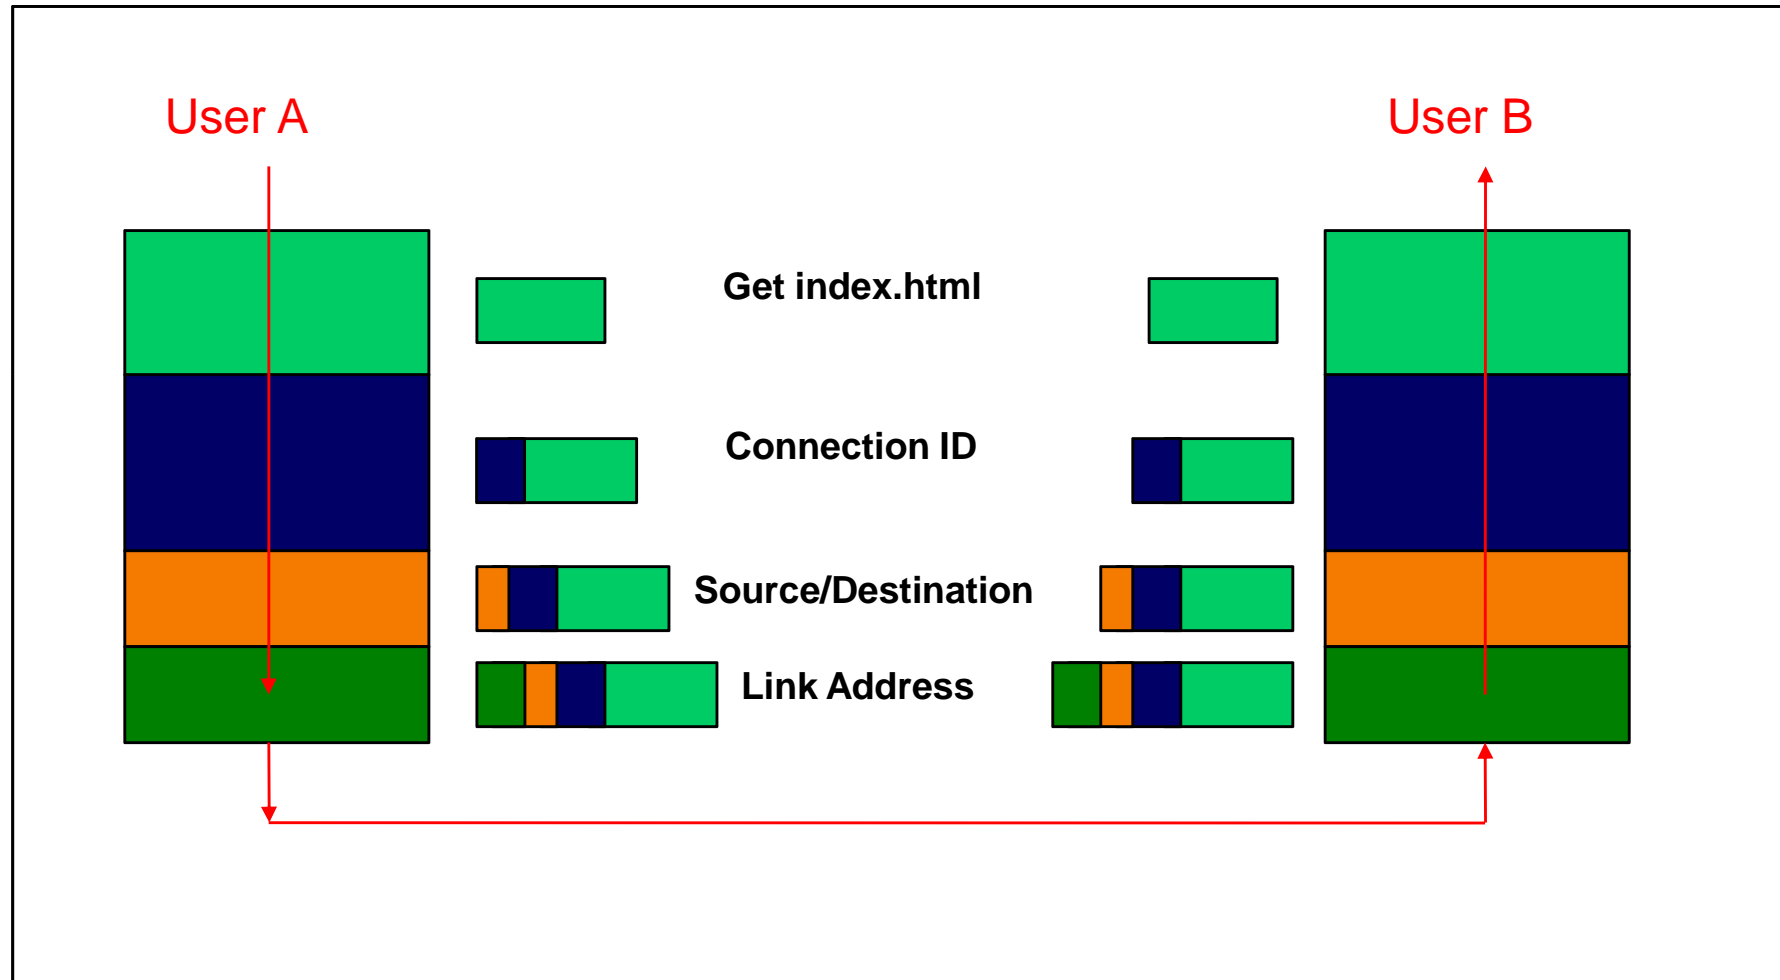 User A
User B
Get index.html
Connection ID
Source/Destination
Link Address